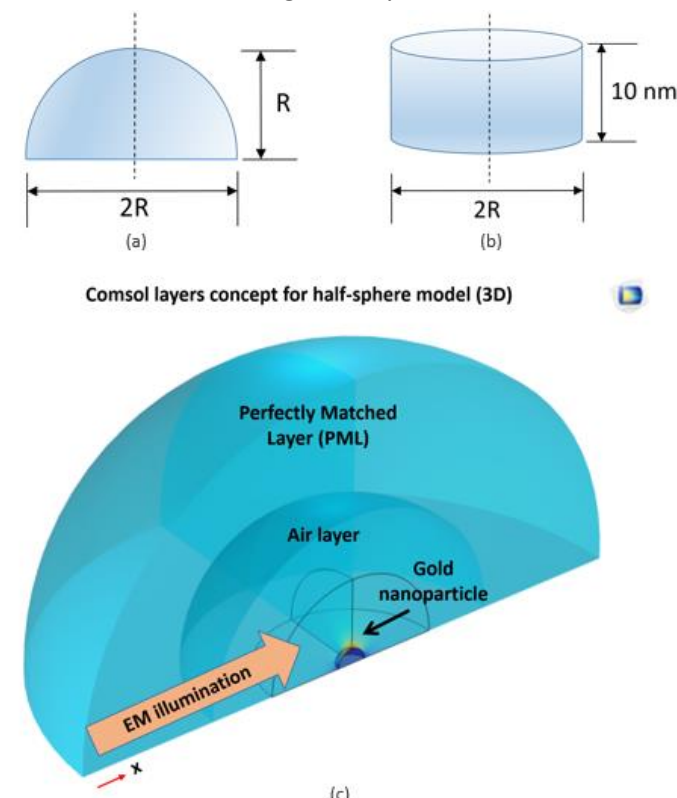 R
2R
(a)
10 nm
2R
(b)
Comsol layers concept for half-sphere model (3D)
Perfectly Matched
Layer (PML)
Air layer
Gold
nanoparticle
EM illumination
x
(c)